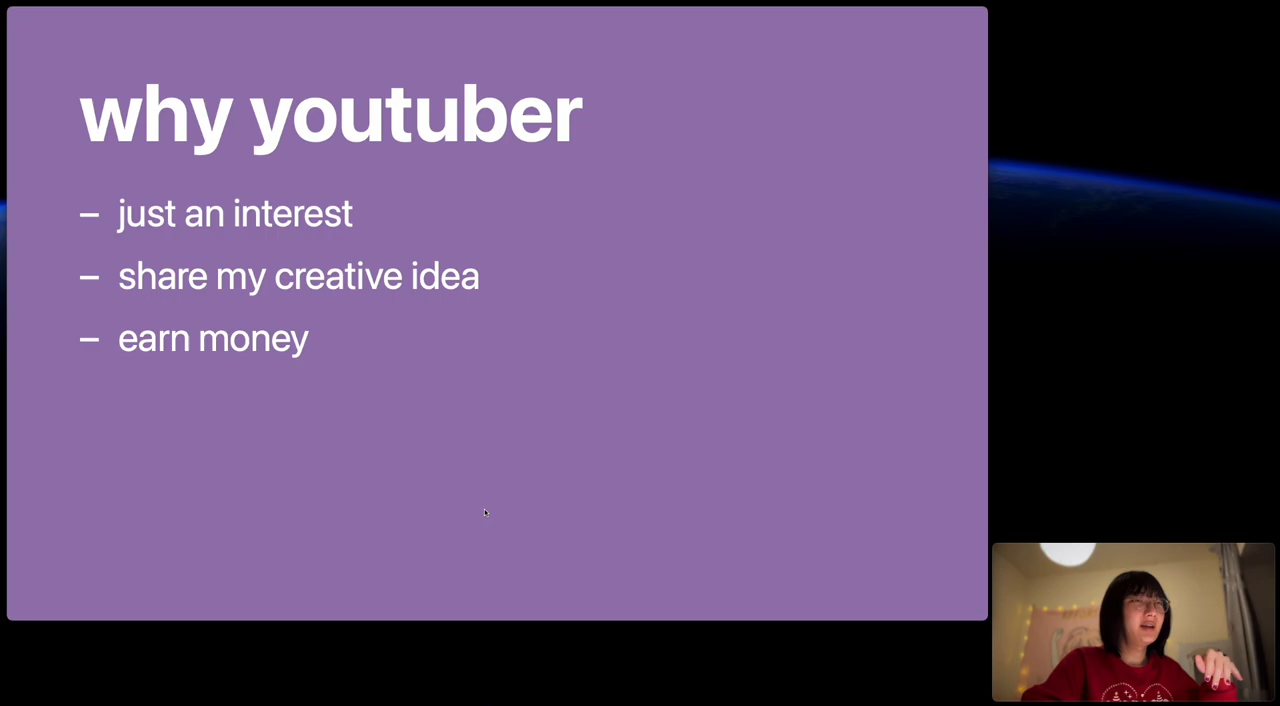 why youtuber
– just an interest
– share my creative idea
– earn money